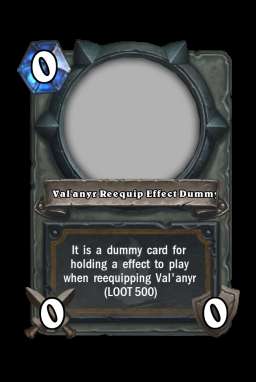 0
Val'anyr Reequip Effect Dumm
It is a dummy card for
holding a effect to play
when reequipping Val'anyr
(LOOT 500)
0
0